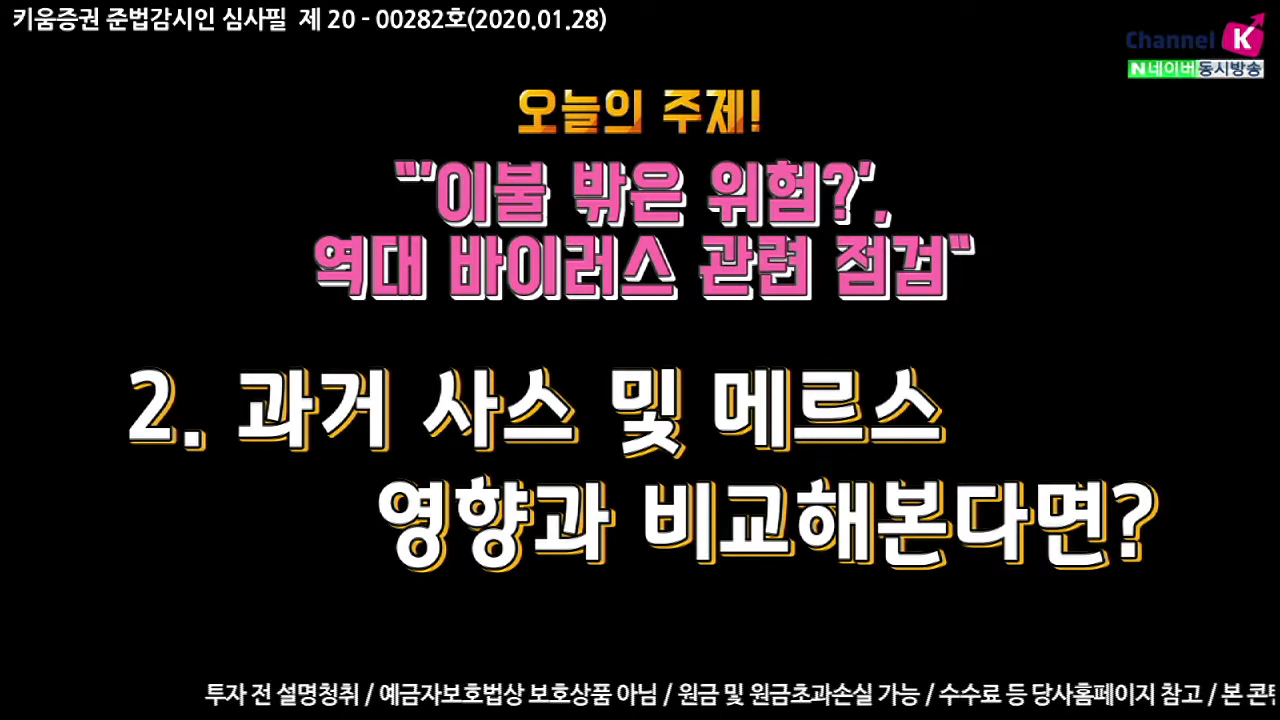 키움증권 준법감시인 심사필 제 20 - 00282호(2020.01.28)
Channel K
N 네이버 동시방송
오늘의 주제!
"'이불 밖은 위험?',
역대 바이러스 관련 점검"
2. 과거 사스 및 메르스
영향과 비교해본다면?
투자 전 설명청취 / 예금자보호법상 보호상품 아님 / 원금 및 원금초과손실 가능 / 수수료 등 당사홈페이지 참고 / 본 콘텐